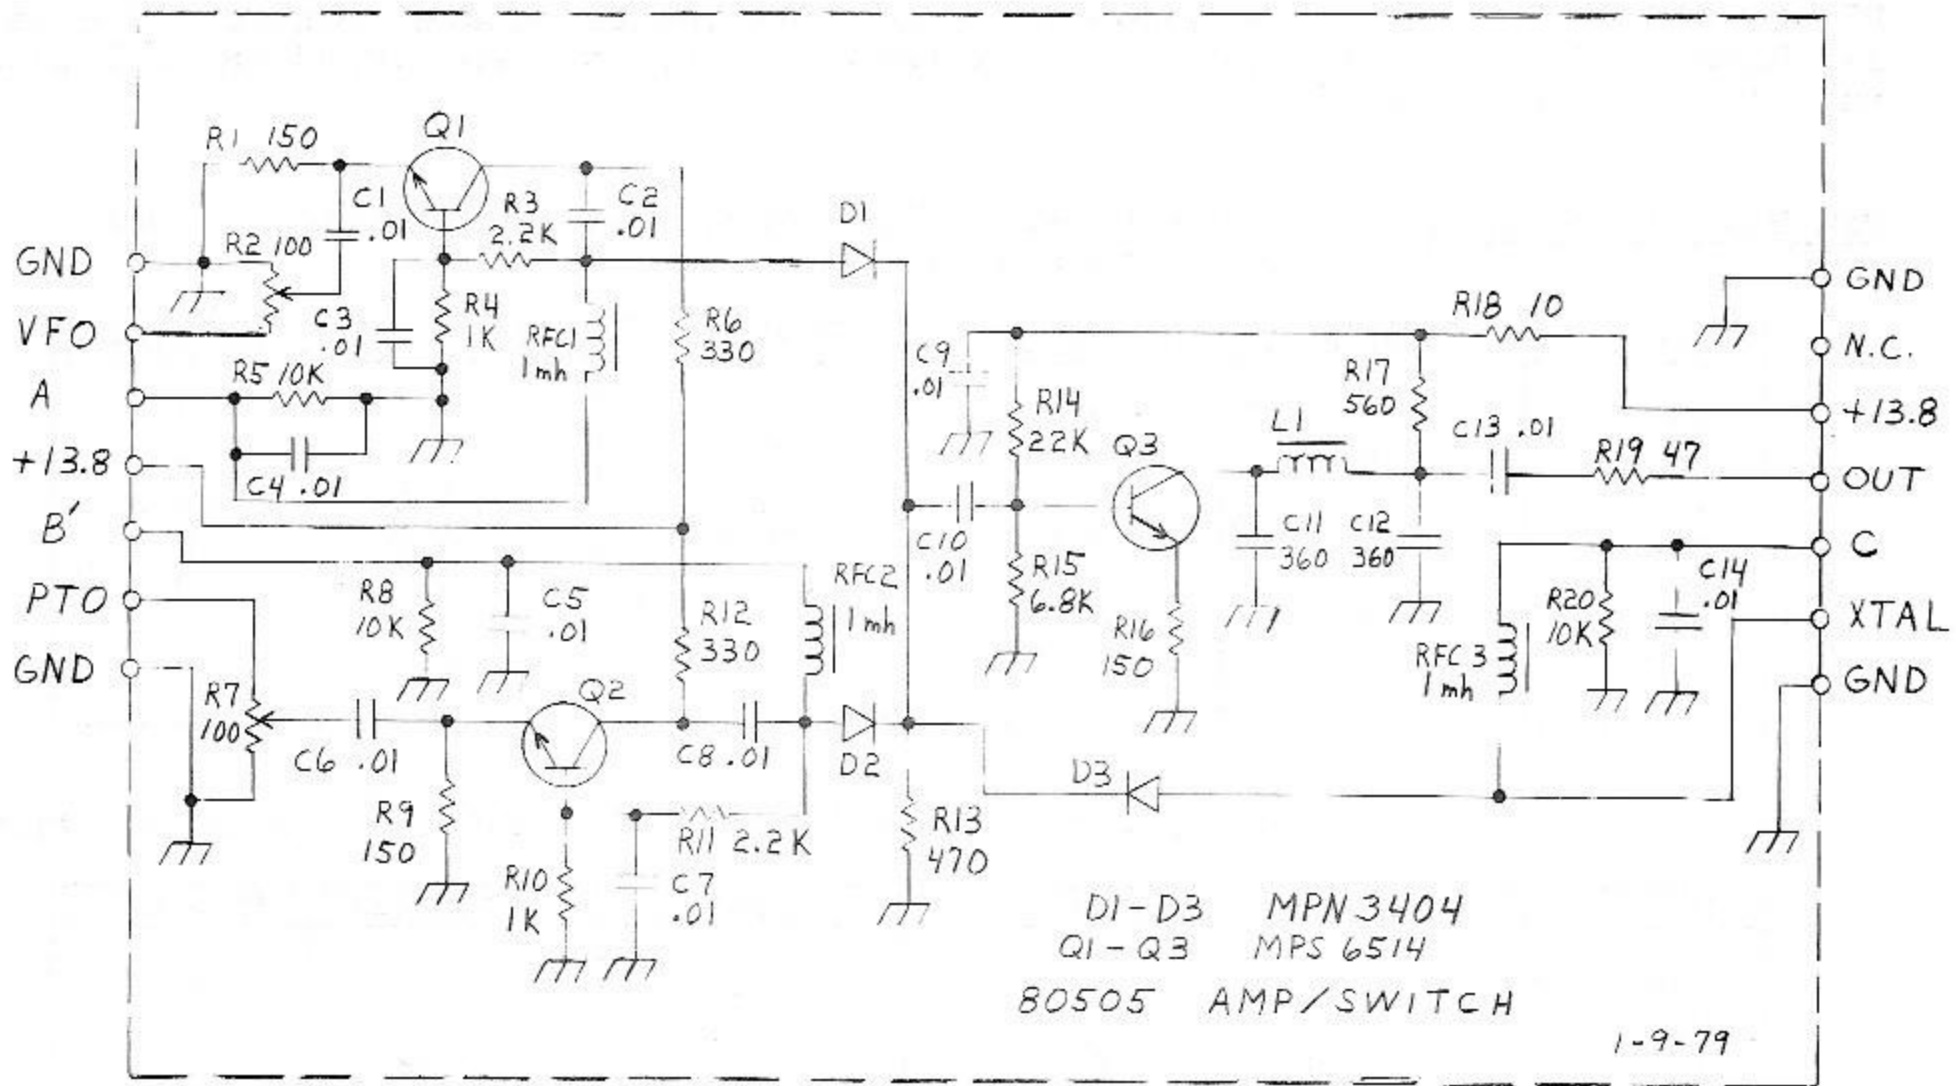 R1 150
Q1
C1
.01
R3
2.2K
C2
.01
D1
GND
R2 100
VFO
C3
.01
R4
1K
RFC1
1mh
R6
330
A
R5 10K
+13.8
C4 .01
B'
PTO
GND
R8
10K
C5
.01
RFC2
1mh
R12
330
R7
100
C6 .01
Q2
C8 .01
D2
R9
150
R11 2.2K
R10
1K
C7
.01
R13
470
C9
.01
R14
22K
C10
.01
R15
6.8K
Q3
R16
150
L1
C11
360
C12
360
R17
560
R18 10
C13 .01
R19 47
GND
N.C.
+13.8
OUT
C
XTAL
GND
C14
.01
R20
10K
RFC3
1mh
D3
D1-D3 MPN3404
Q1-Q3 MPS 6514
80505 AMP/SWITCH
1-9-79